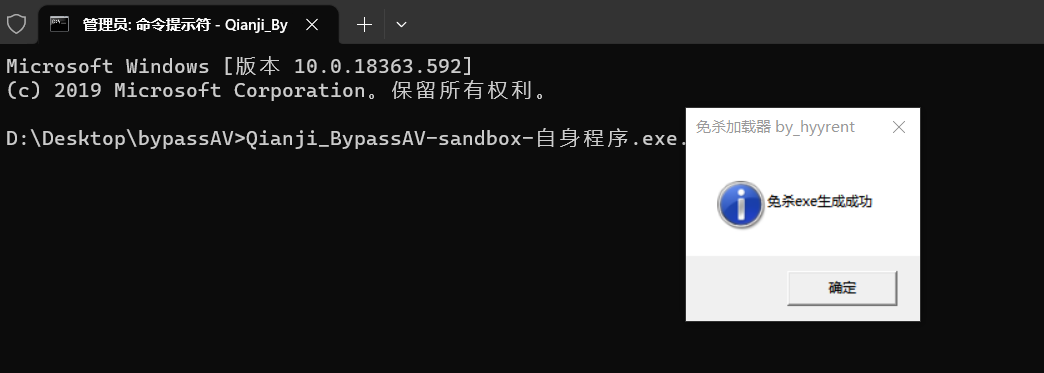 管理员: 命令提示符 - Qianji_By
Microsoft Windows [版本 10.0.18363.592]
(c) 2019 Microsoft Corporation。保留所有权利。
D:\Desktop\bypassAV>Qianji_BypassAV-sandbox-自身程序.exe.
免杀加载器 by_hyyrent
免杀exe生成成功
确定